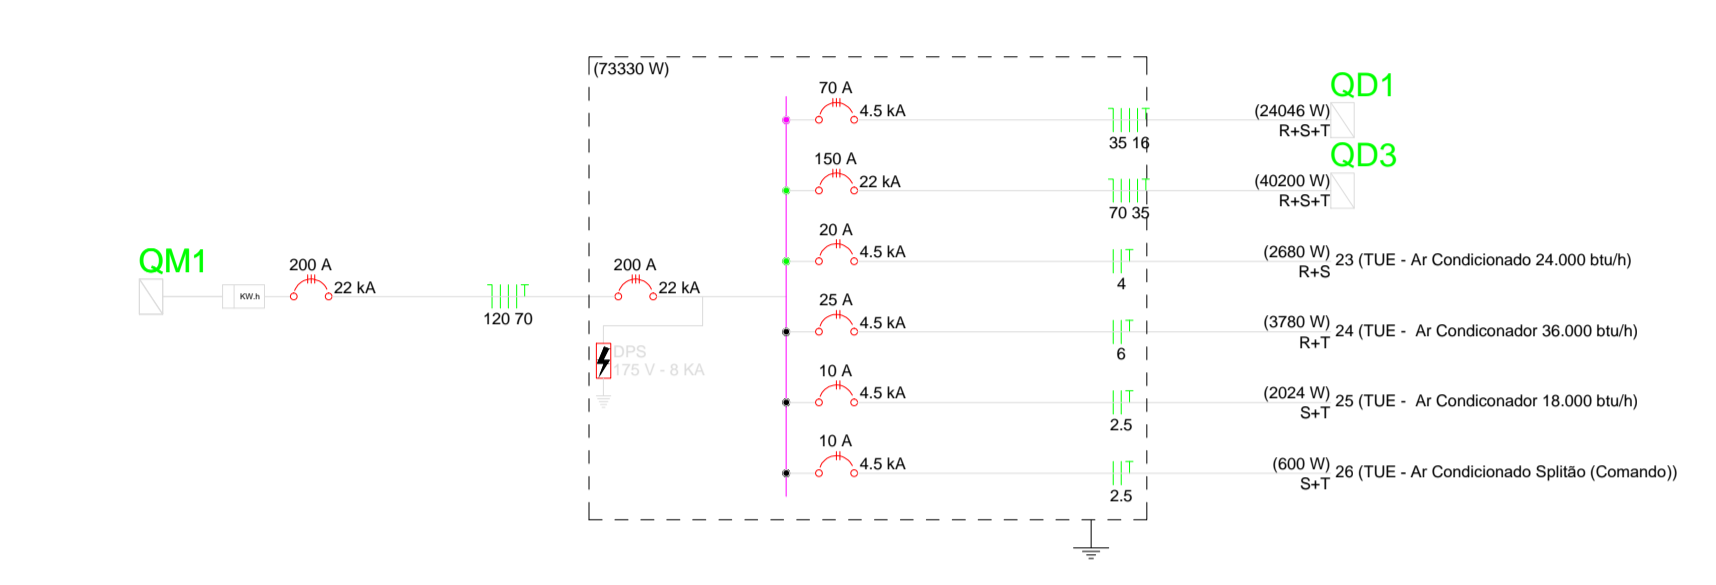 (73330 W)
QM1
KW.h
200 A
22 kA
120 70
200 A
22 kA
DPS
175 V - 8 KA
70 A
4.5 kA
35 16
(24046 W)
R+S+T
QD1
150 A
22 kA
70 35
(40200 W)
R+S+T
QD3
20 A
4.5 kA
4
(2680 W)
R+S
23 (TUE - Ar Condicionado 24.000 btu/h)
25 A
4.5 kA
6
(3780 W)
R+T
24 (TUE -  Ar Condiconador 36.000 btu/h)
10 A
4.5 kA
2.5
(2024 W)
S+T
25 (TUE -  Ar Condiconador 18.000 btu/h)
10 A
4.5 kA
2.5
(600 W)
S+T
26 (TUE - Ar Condicionado Splitão (Comando))